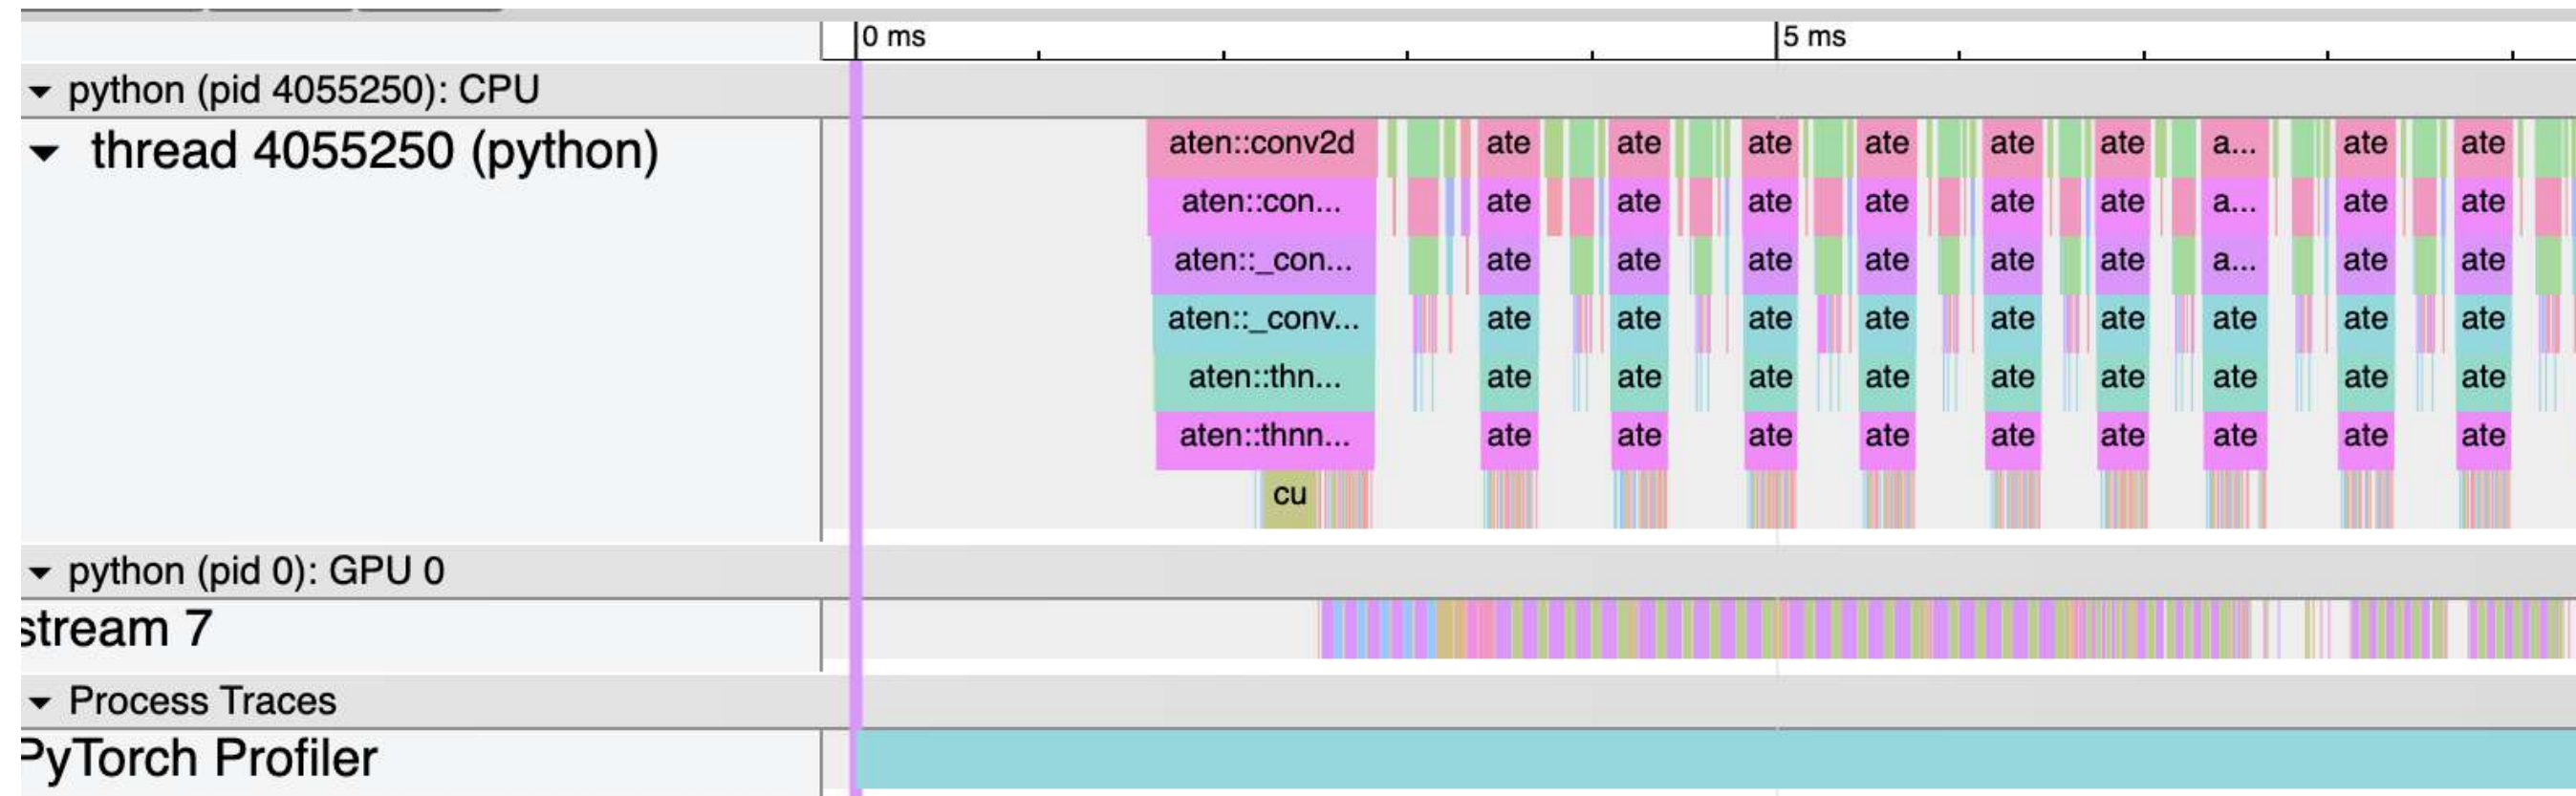 0 ms 5 ms
python (pid 4055250): CPU
thread 4055250 (python)
aten::conv2d ate ate ate ate ate ate a... ate ate
aten::con... ate ate ate ate ate ate a... ate ate
aten::_con... ate ate ate ate ate ate a... ate ate
aten::_conv... ate ate ate ate ate ate ate ate ate
aten::thn... ate ate ate ate ate ate ate ate ate
aten::thnn... ate ate ate ate ate ate ate ate ate
cu
python (pid 0): GPU 0
stream 7
Process Traces
PyTorch Profiler